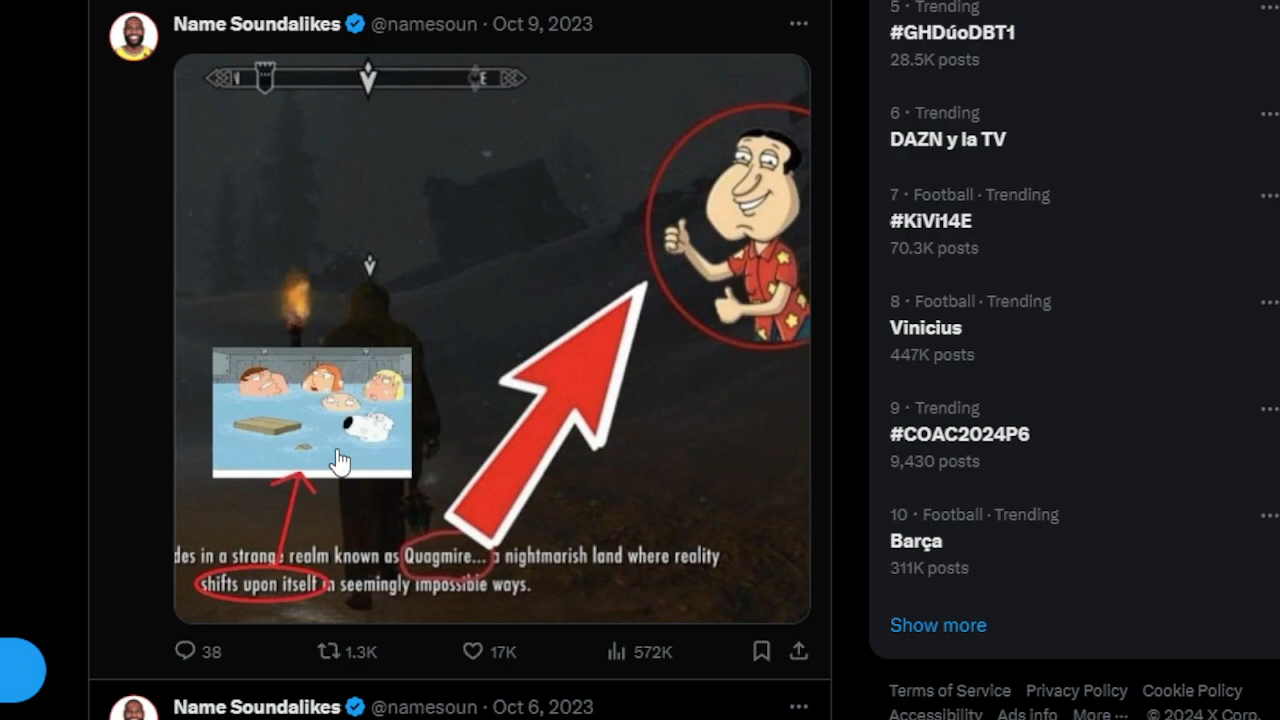 Name Soundalikes @namesoun · Oct 9, 2023
E
des in a strange realm known as Quagmire... a nightmarish land where reality
shifts upon itself in seemingly impossible ways.
38 1.3K 17K 572K
Name Soundalikes @namesoun · Oct 6, 2023
5 · Trending
#GHDúoDBT1
28.5K posts
6 · Trending
DAZN y la TV
7 · Football · Trending
#KiVi14E
70.3K posts
8 · Football · Trending
Vinicius
447K posts
9 · Trending
#COAC2024P6
9,430 posts
10 · Football · Trending
Barça
311K posts
Show more
Terms of Service Privacy Policy Cookie Policy
Accessibility Ads info More ··· © 2024 X Corp.